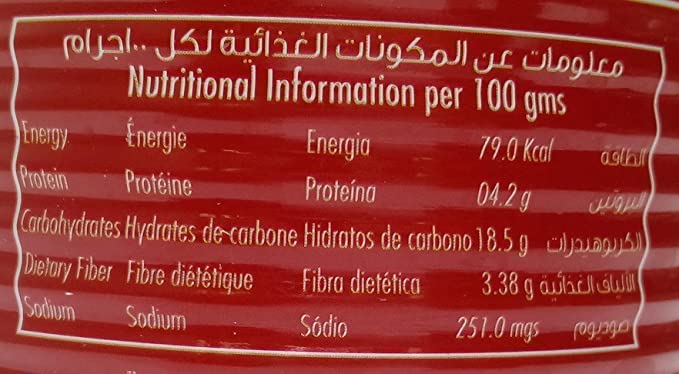 معلومات عن المكونات الغذائية لكل ١٠٠جرام
Nutritional Information per 100 gms
Energy Énergie Energia 79.0 Kcal الطاقة
Protein Protéine Proteína 04.2 g البروتين
Carbohydrates Hydrates de-carbone Hidratos de carbono 18.5 g الكربوهيدرات
Dietary Fiber Fibre diététique Fibra dietética 3.38 g الألياف الغذائية
Sodium Sodium Sódio 251.0 mgs صوديوم